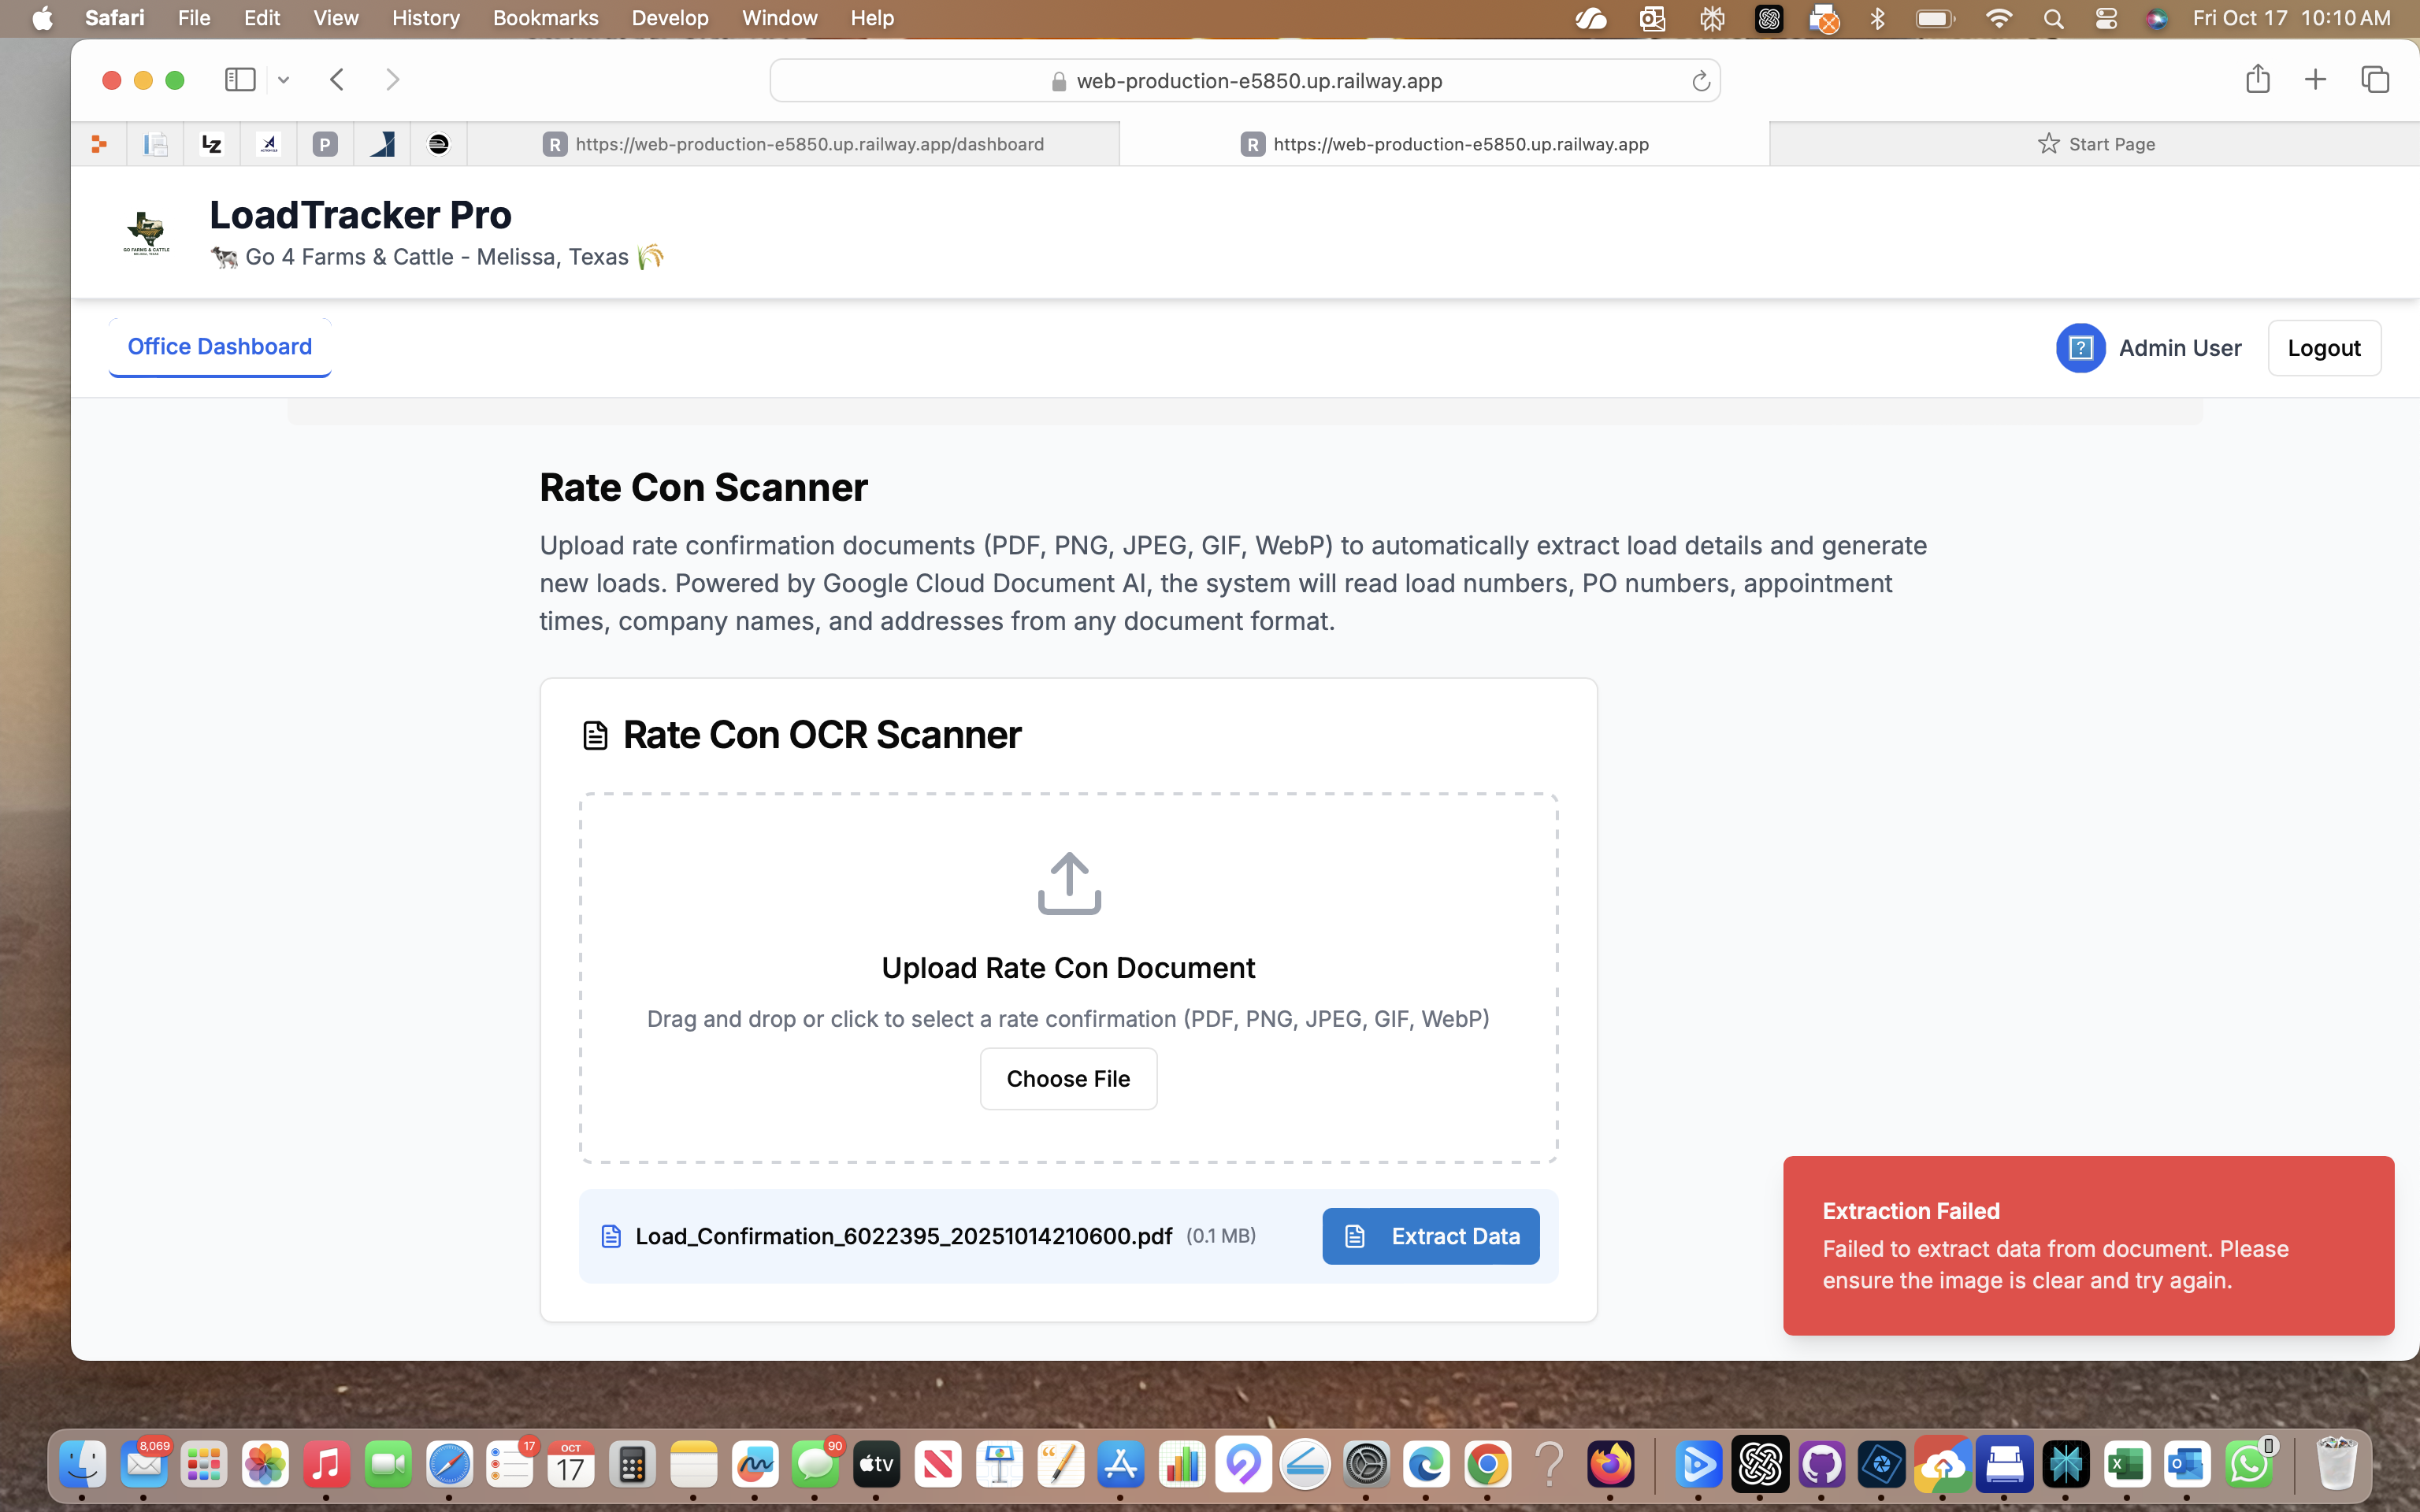 Safari File Edit View History Bookmarks Develop Window Help Fri Oct 17 10:10 AM
web-production-e5850.up.railway.app
LZ P R https://web-production-e5850.up.railway.app/dashboard R https://web-production-e5850.up.railway.app Start Page
LoadTracker Pro
GO FARMS & CATTLE
🐄 Go 4 Farms & Cattle - Melissa, Texas 🌾
Office Dashboard ? Admin User Logout
Rate Con Scanner
Upload rate confirmation documents (PDF, PNG, JPEG, GIF, WebP) to automatically extract load details and generate
new loads. Powered by Google Cloud Document AI, the system will read load numbers, PO numbers, appointment
times, company names, and addresses from any document format.
Rate Con OCR Scanner
Upload Rate Con Document
Drag and drop or click to select a rate confirmation (PDF, PNG, JPEG, GIF, WebP)
Choose File
Load_Confirmation_6022395_20251014210600.pdf (0.1 MB) Extract Data
Extraction Failed
Failed to extract data from document. Please
ensure the image is clear and try again.
8,069 17 OCT 17 90 tv